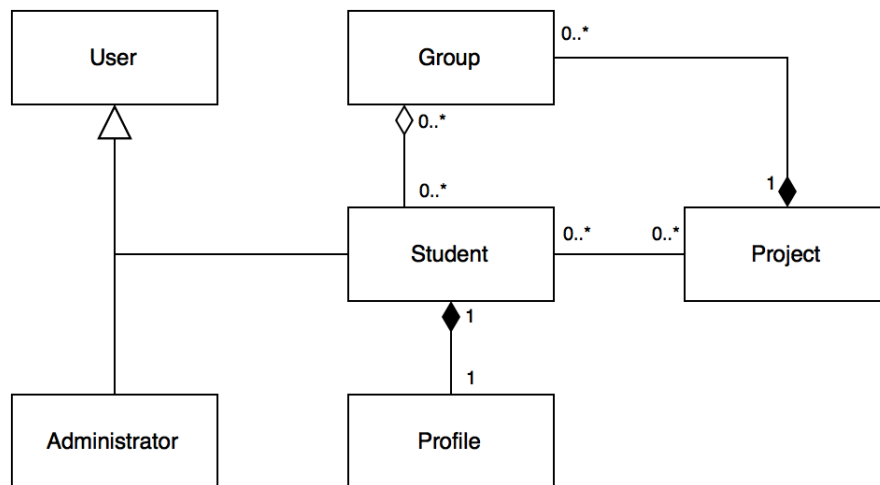 User
Group
0..*
0..*
0..*
1
Student
0..*
0..*
Project
1
1
Administrator
Profile